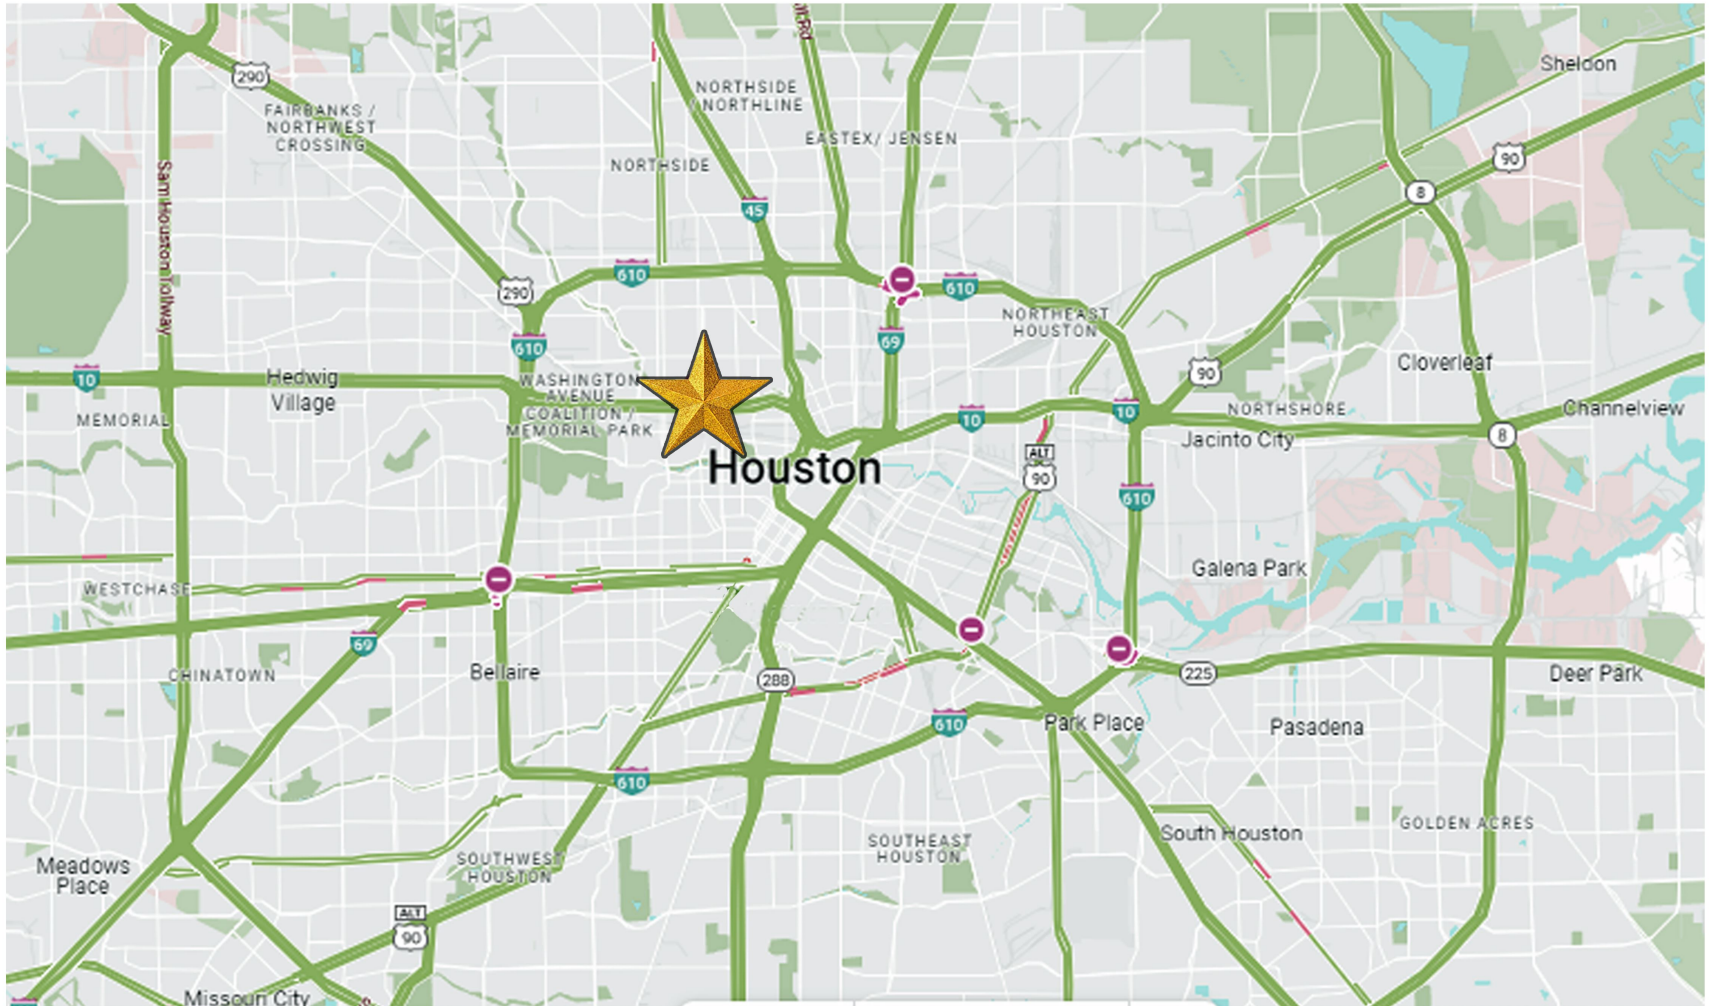 Sheldon
290
NORTHSIDE
/ NORTHLINE
FAIRBANKS /
NORTHWEST
CROSSING
EASTEX/ JENSEN
NORTHSIDE
90
8
Sam Houston Tollway
45
610
290
610
NORTHEAST
HOUSTON
69
610
10
Hedwig
Village
WASHINGTON
AVENUE
COALITION /
MEMORIAL PARK
90
Cloverleaf
MEMORIAL
10
10
NORTHSHORE
Channelview
Jacinto City
8
ALT
90
Houston
610
WESTCHASE
Galena Park
69
CHINATOWN
Bellaire
288
225
Deer Park
610
Park Place
Pasadena
610
SOUTHEAST
HOUSTON
South Houston
GOLDEN ACRES
Meadows
Place
SOUTHWEST
HOUSTON
ALT
90
Missouri City